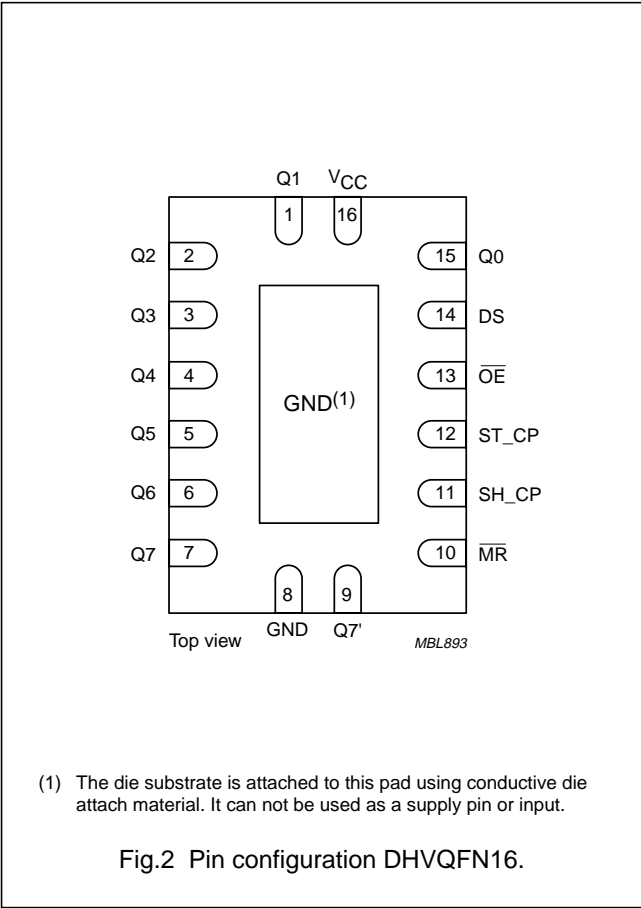 Q1 VCC
1 16
Q2 2 15 Q0
Q3 3 14 DS
Q4 4 13 O̅E̅
GND(1)
Q5 5 12 ST_CP
Q6 6 11 SH_CP
Q7 7 10 M̅R̅
8 9
Top view GND Q7' MBL893
(1) The die substrate is attached to this pad using conductive die
attach material. It can not be used as a supply pin or input.
Fig.2 Pin configuration DHVQFN16.